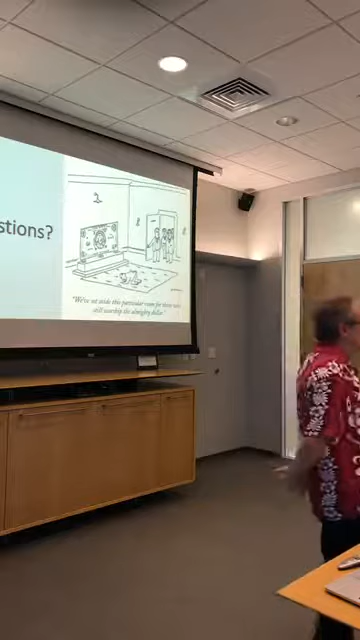 stions?
"We've set aside this particular room for those who
still worship the almighty dollar."